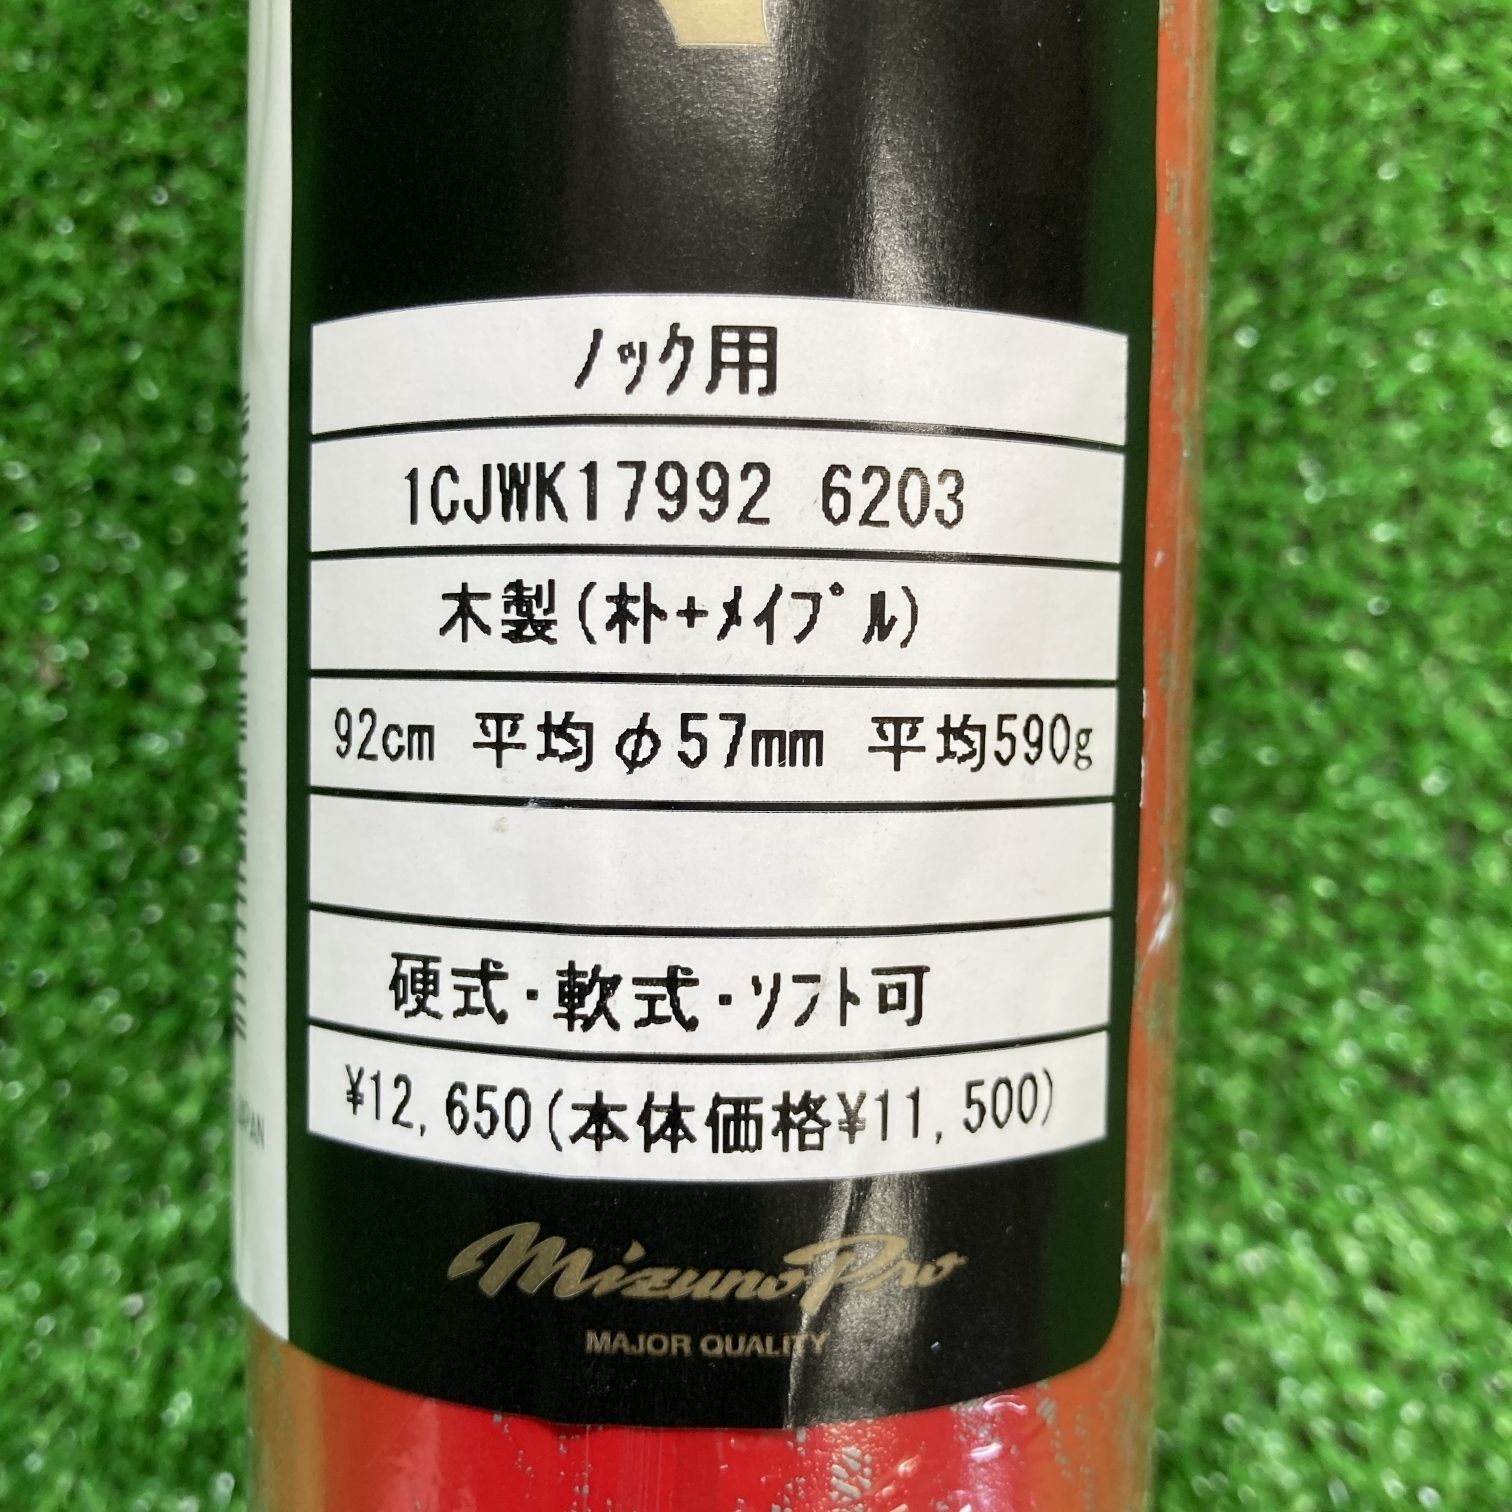 ノック用
1CJWK17992 6203
木製(朴+メイプル)
92cm 平均φ57mm 平均590g
硬式・軟式・ソフト可
¥12,650(本体価格¥11,500)
Mizuno Pro
MAJOR QUALITY